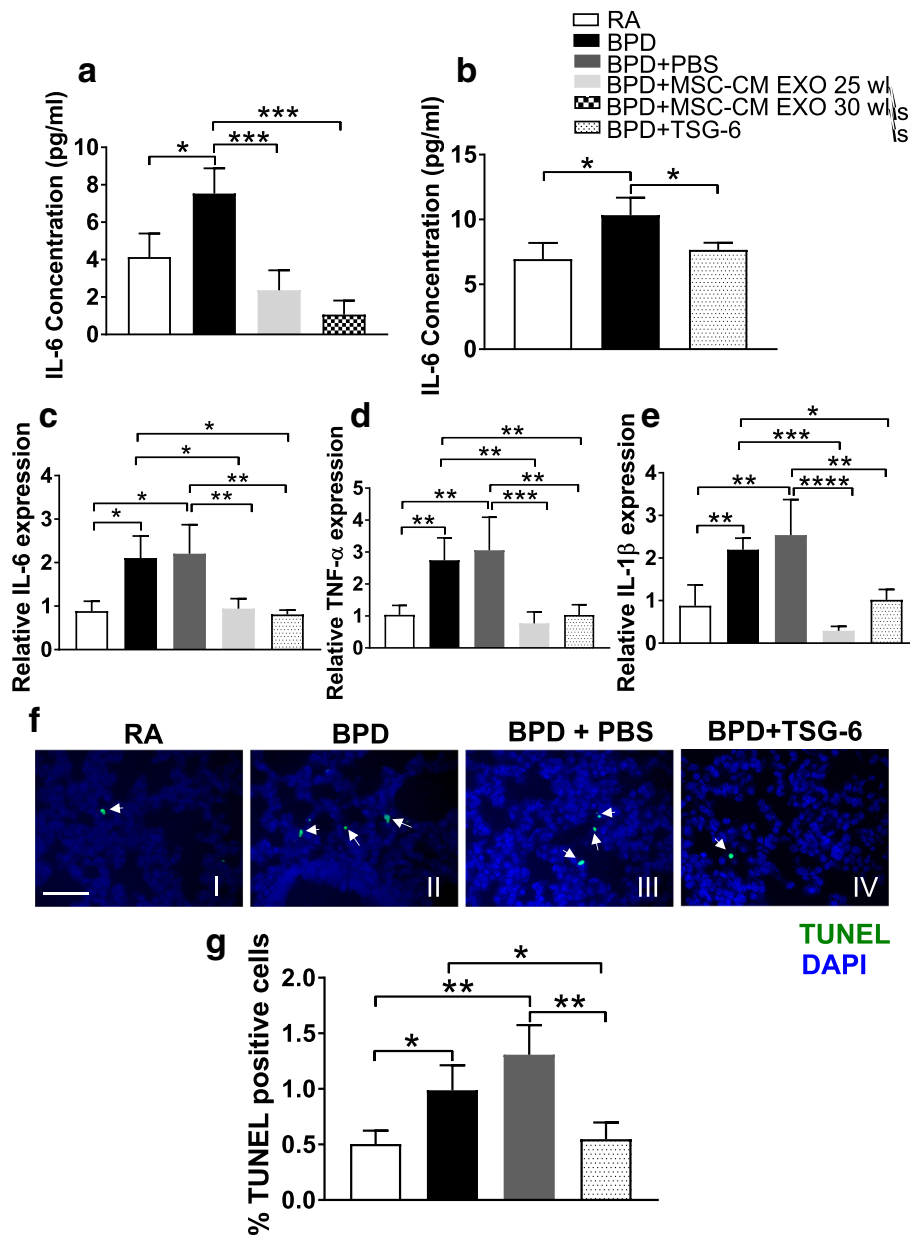 RA
BPD
BPD+PBS
BPD+MSC-CM EXO 25 wks
BPD+MSC-CM EXO 30 wks
BPD+TSG-6
a
IL-6 Concentration (pg/ml)
10
8
6
4
2
0
*
***
***
b
IL-6 Concentration (pg/ml)
15
10
5
0
*
*
c
Relative IL-6 expression
4
3
2
1
0
*
*
*
*
**
**
d
Relative TNF-α expression
5
4
3
2
1
0
**
**
**
**
**
***
e
Relative IL-1β expression
4
3
2
1
0
*
***
**
**
****
**
f
RA
BPD
BPD + PBS
BPD+TSG-6
I
II
III
IV
TUNEL
DAPI
g
% TUNEL positive cells
2.0
1.5
1.0
0.5
0.0
*
**
**
*